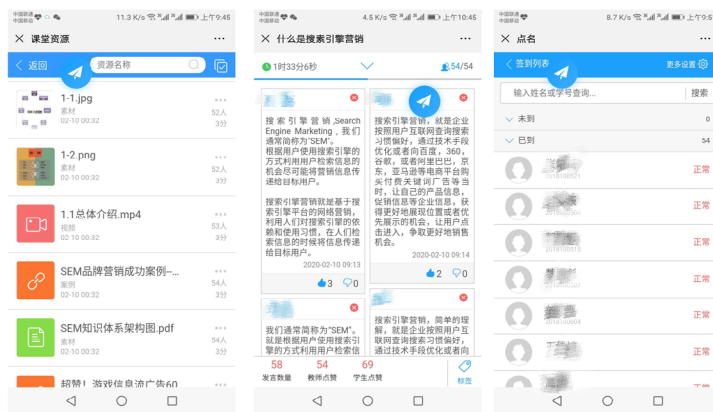 中国联通
中国移动
11.3 K/s
上午9:45
课堂资源
返回
资源名称
1-1.jpg
素材
02-10 00:32
52人
3分
1-2.png
素材
02-10 00:32
52人
3分
1.1总体介绍.mp4
视频
02-10 00:32
53人
3分
SEM品牌营销成功案例–...
案例
02-10 00:32
54人
3分
SEM知识体系架构图.pdf
素材
02-10 00:32
54人
3分
超赞！游戏信息流广告60
中国联通
中国移动
4.5 K/s
上午10:45
什么是搜素引擎营销
1时33分6秒
54/54
搜索引擎营销,Search
Engine Marketing，我们
通常简称为"SEM"。
根据用户使用搜索引擎的
方式利用用户检索信息的
机会尽可能将营销信息传
递给目标用户。
搜索引擎营销就是基于搜
索引擎平台的网络营销，
利用人们对搜索引擎的依
赖和使用习惯，在人们检
索信息的时候将信息传递
给目标用户。
2020-02-10 09:13
3
0
我们通常简称为"SEM"。
就是根据用户使用搜索引
擎的方式利用用户检索信
搜索引擎营销，就是企业
按照用户互联网查询搜索
习惯偏好，通过技术手段
优化或者向百度，360，
谷歌，或者阿里巴巴，京
东，亚马逊等电商平台购
买付费关键词广告等当
时，让自己的产品信息，
促销信息等企业信息，获
得更好地展现位置或者优
先展示的机会，让用户点
击进入，争取更好地销售
机会。
2020-02-10 09:14
2
0
搜索引擎营销，简单的理
解，就是企业按照用户互
联网查询搜索习惯偏好，
通过技术手段优化或者向
58
发言数量
54
教师点赞
69
学生点赞
标签
中国联通
中国移动
8.7 K/s
上午9:5
点名
签到列表
更多设置
输入姓名或学号查询...
搜索
未到
0
已到
54
正常
正常
正常
正常
正常
正常
正常